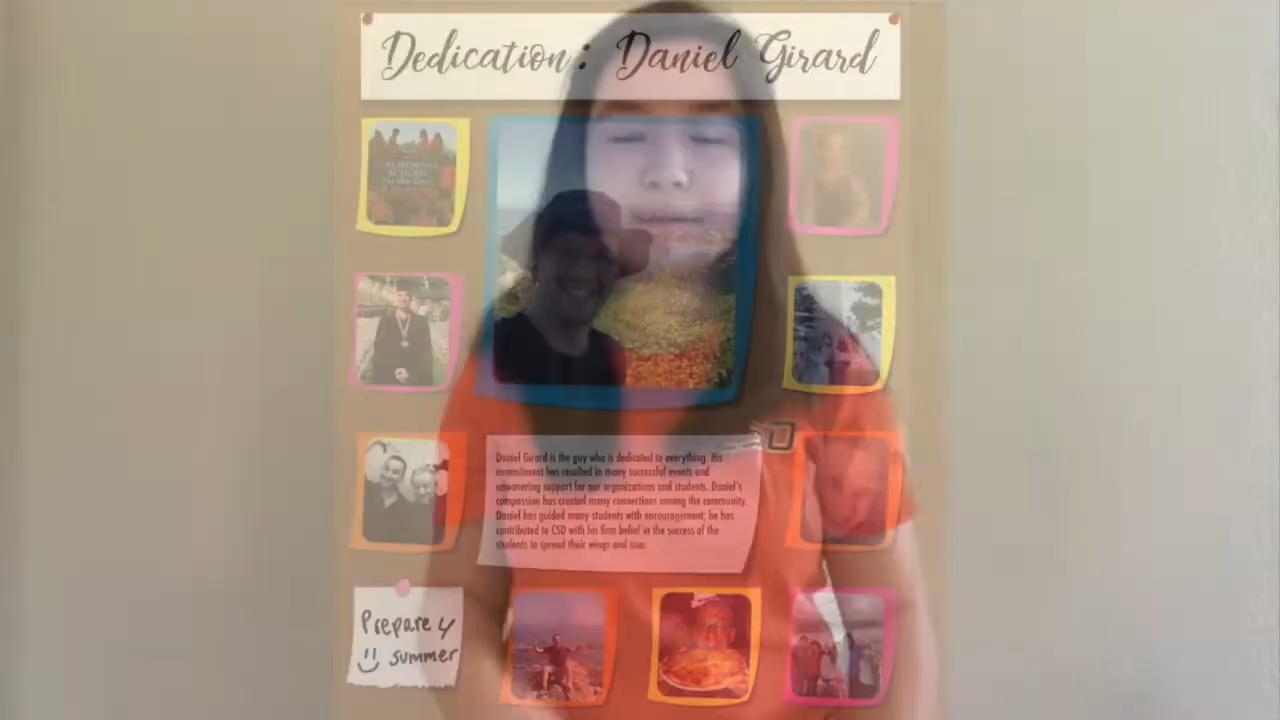 Dedication: Daniel Girard
Daniel Girard is the guy who is dedicated to everything. His
commitment has resulted in many successful events and
empowering support for our organizations and students. Daniel's
compassion has created many connections among the community.
Daniel has guided many students with encouragement; he has
contributed to CSD with his firm belief in the success of the
students to spread their wings and soar.
Prepare 4
summer